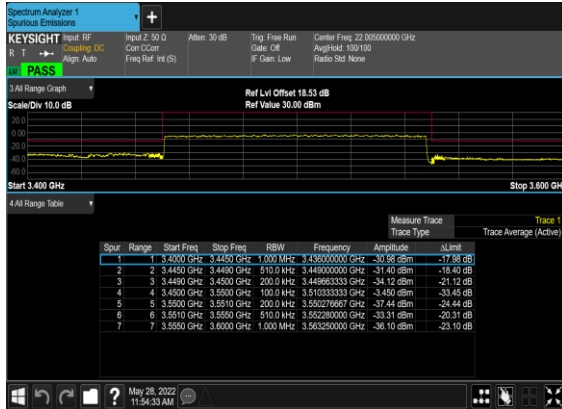 Spectrum Analyzer 1
Spurious Emissions
KEYSIGHT Input: RF Input Z: 50 Ω Atten: 30 dB Trig: Free Run Center Freq: 22.005000000 GHz
R T Coupling: DC Corr CCorr Gate: Off Avg|Hold: 100/100
Align: Auto Freq Ref: Int (S) IF Gain: Low Radio Std: None
PASS
3 All Range Graph
Ref Lvl Offset 18.53 dB
Scale/Div 10.0 dB Ref Value 30.00 dBm
20.0
0.00
-20.0
-40.0
-60.0
Start 3.400 GHz Stop 3.600 GH
4 All Range Table
Measure Trace Trace 1
Trace Type Trace Average (Active)
Spur Range Start Freq Stop Freq RBW Frequency Amplitude ΔLimit
1 1 3.4000 GHz 3.4450 GHz 1.000 MHz 3.436000000 GHz -30.98 dBm -17.98 dB
2 2 3.4450 GHz 3.4490 GHz 510.0 kHz 3.449000000 GHz -31.40 dBm -18.40 dB
3 3 3.4490 GHz 3.4500 GHz 200.0 kHz 3.449663333 GHz -34.12 dBm -21.12 dB
4 4 3.4500 GHz 3.5500 GHz 100.0 kHz 3.510333333 GHz -3.450 dBm -33.45 dB
5 5 3.5500 GHz 3.5510 GHz 200.0 kHz 3.550276667 GHz -37.44 dBm -24.44 dB
6 6 3.5510 GHz 3.5550 GHz 510.0 kHz 3.552280000 GHz -33.31 dBm -20.31 dB
7 7 3.5550 GHz 3.6000 GHz 1.000 MHz 3.563250000 GHz -36.10 dBm -23.10 dB
? May 28, 2022
11:54:33 AM